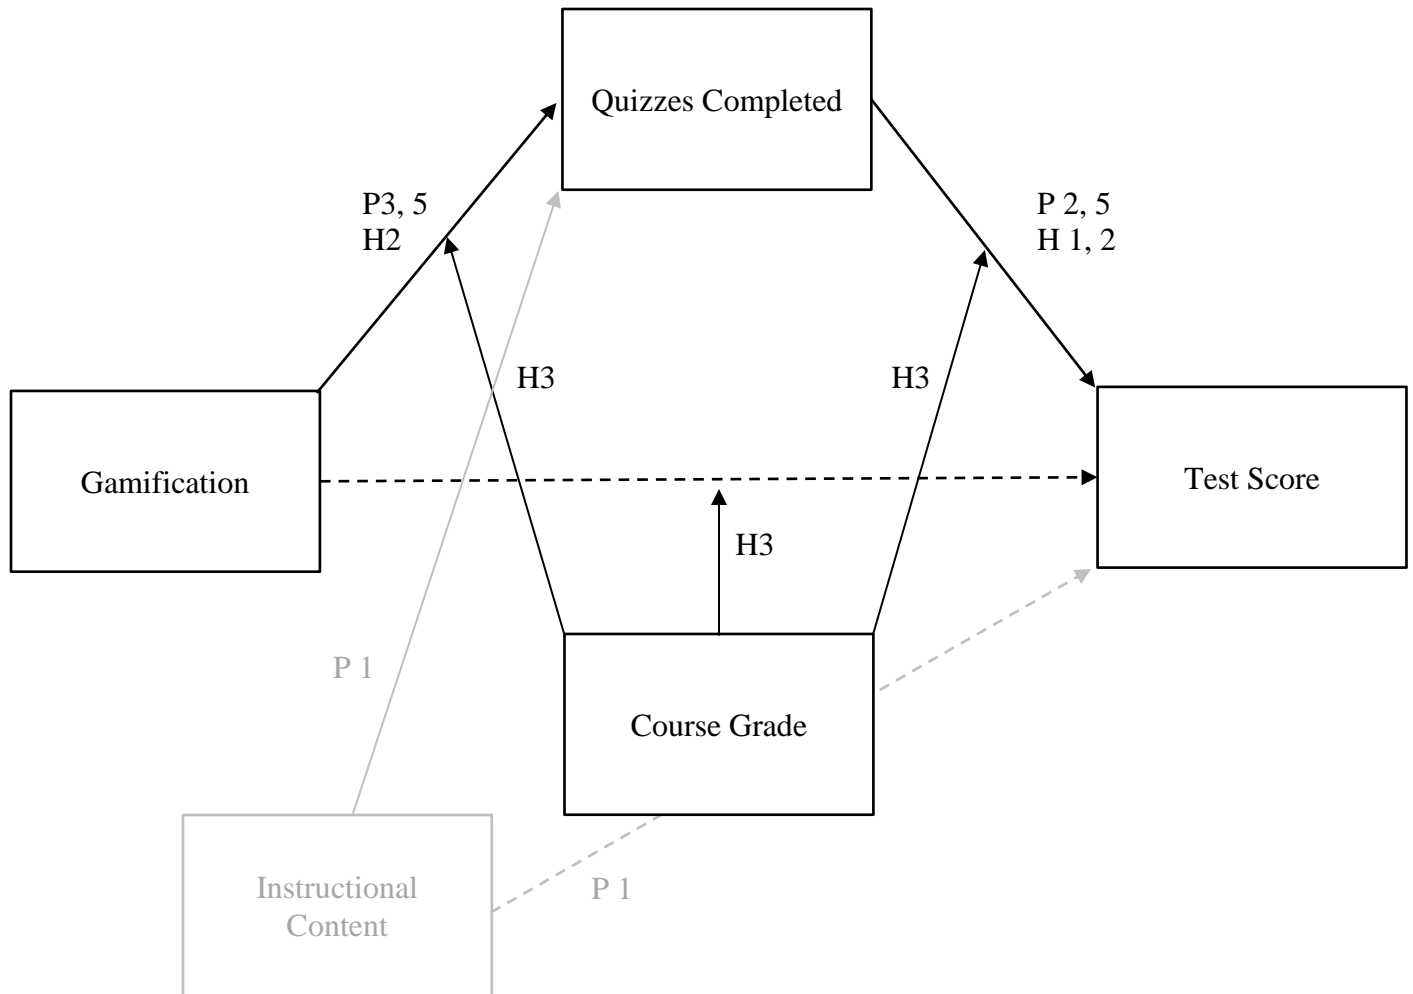 Quizzes Completed
P3, 5
H2
P 2, 5
H 1, 2
H3
H3
Gamification
Test Score
H3
P 1
Course Grade
Instructional
Content
P 1